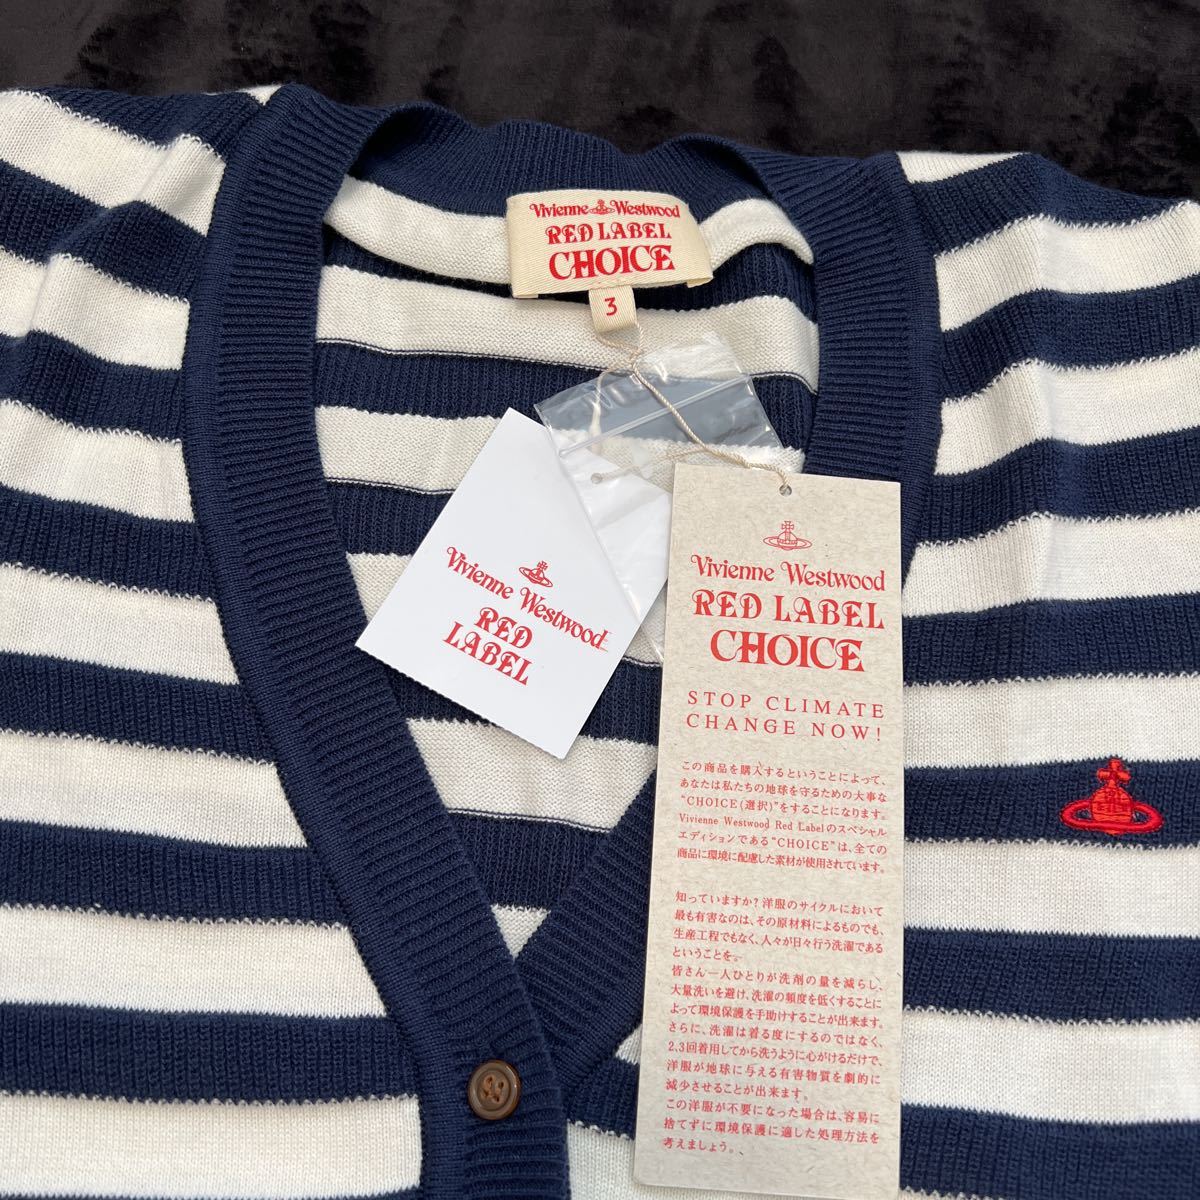 Vivienne Westwood
RED LABEL
CHOICE
3
Vivienne Westwood
RED
LABEL
Vivienne Westwood
RED LABEL
CHOICE
STOP CLIMATE
CHANGE NOW!
この商品を購入するということによって、
あなたは私たちの地球を守るための大事な
“CHOICE(選択)”をすることになります。
Vivienne Westwood Red Labelのスペシャル
エディションである“CHOICE”は、全ての
商品に環境に配慮した素材が使用されています。
知っていますか?洋服のサイクルにおいて
最も有害なのは、その原材料によるものでも、
生産工程でもなく、人々が日々行う洗濯である
ということを。
皆さん一人ひとりが洗剤の量を減らし、
大量洗いを避け、洗濯の頻度を低くすることに
よって環境保護を手助けすることが出来ます。
さらに、洗濯は着る度にするのではなく、
2,3回着用してから洗うように心がけるだけで、
洋服が地球に与える有害物質を劇的に
減少させることが出来ます。
この洋服が不要になった場合は、容易に
捨てずに環境保護に適した処理方法を
考えましょう。、